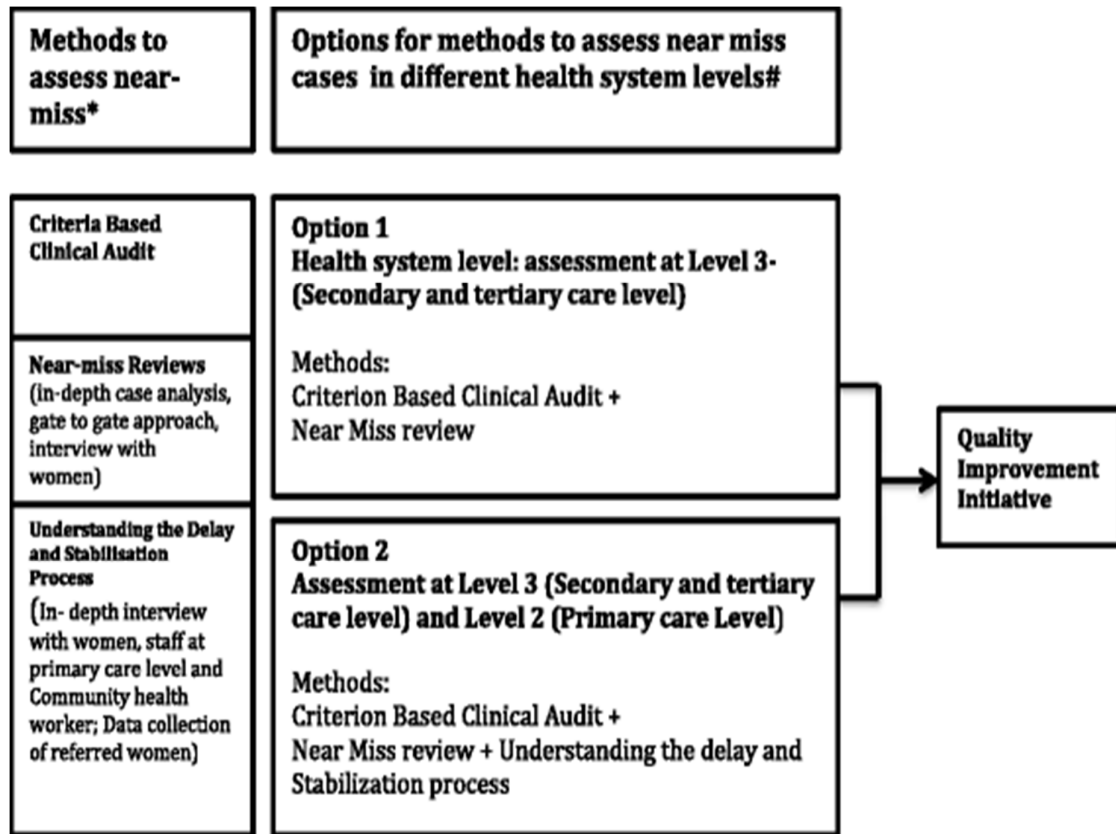 Methods to
assess near-
miss*
Options for methods to assess near miss
cases in different health system levels#
Criteria Based
Clinical Audit
Near-miss Reviews
(in-depth case analysis,
gate to gate approach,
interview with
women)
Understanding the Delay
and Stabilisation
Process
(In- depth interview
with women, staff at
primary care level and
Community health
worker; Data collection
of referred women)
Option 1
Health system level: assessment at Level 3-
(Secondary and tertiary care level)
Methods:
Criterion Based Clinical Audit +
Near Miss review
Option 2
Assessment at Level 3 (Secondary and tertiary
care level) and Level 2 (Primary care Level)
Methods:
Criterion Based Clinical Audit +
Near Miss review + Understanding the delay and
Stabilization process
Quality
Improvement
Initiative